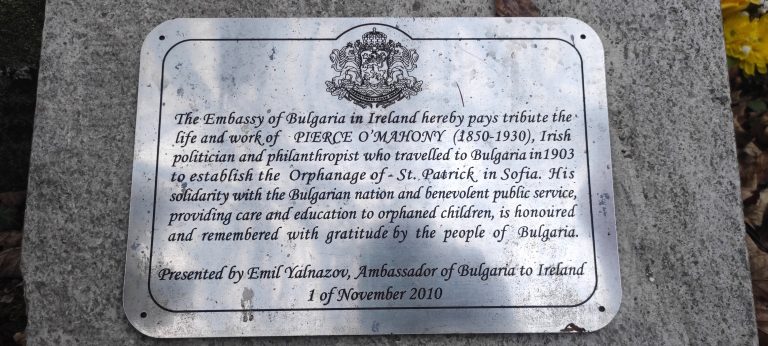 The Embassy of Bulgaria in Ireland hereby pays tribute the
life and work of PIERCE O'MAHONY (1850-1930), Irish
politician and philanthropist who travelled to Bulgaria in1903
to establish the Orphanage of - St. Patrick in Sofia. His
solidarity with the Bulgarian nation and benevolent public service,
providing care and education to orphaned children, is honoured
and remembered with gratitude by the people of Bulgaria.
Presented by Emil Yalnazov, Ambassador of Bulgaria to Ireland
1 of November 2010